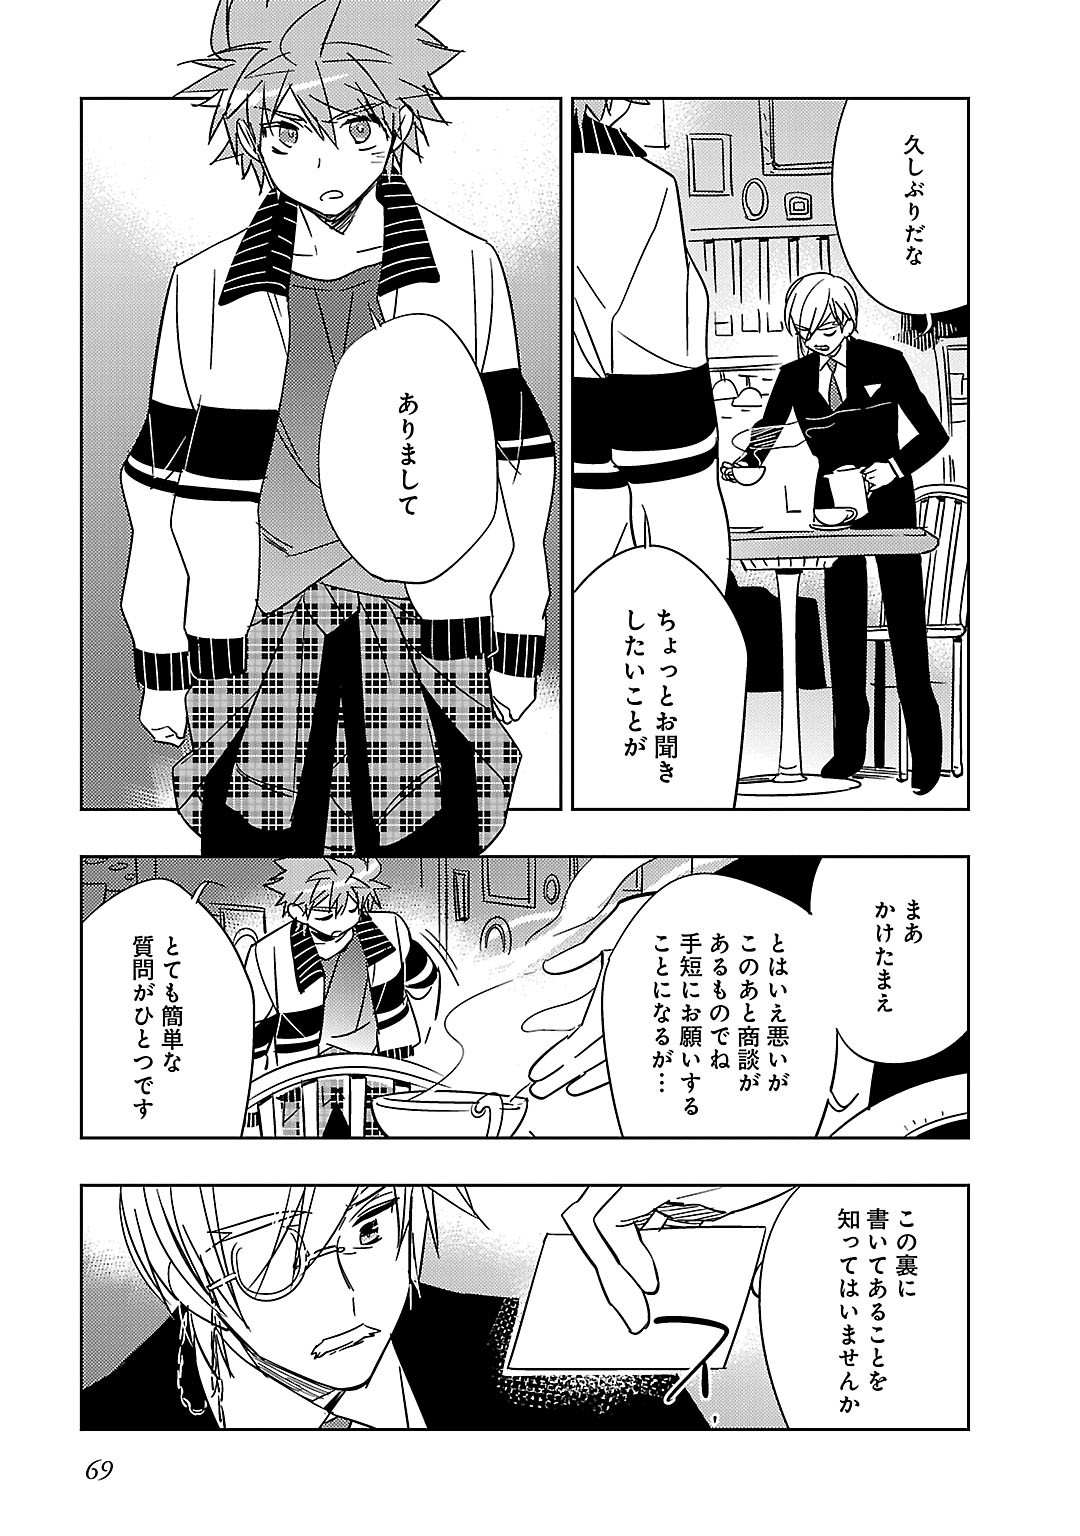 久しぶりだな
ちょっとお聞き
したいことが
ありまして
まあ
かけたまえ
とはいえ悪いが
このあと商談が
あるものでね
手短にお願いする
ことになるが…
とても簡単な
質問がひとつです
この裏に
書いてあることを
知ってはいませんか
スッ
69